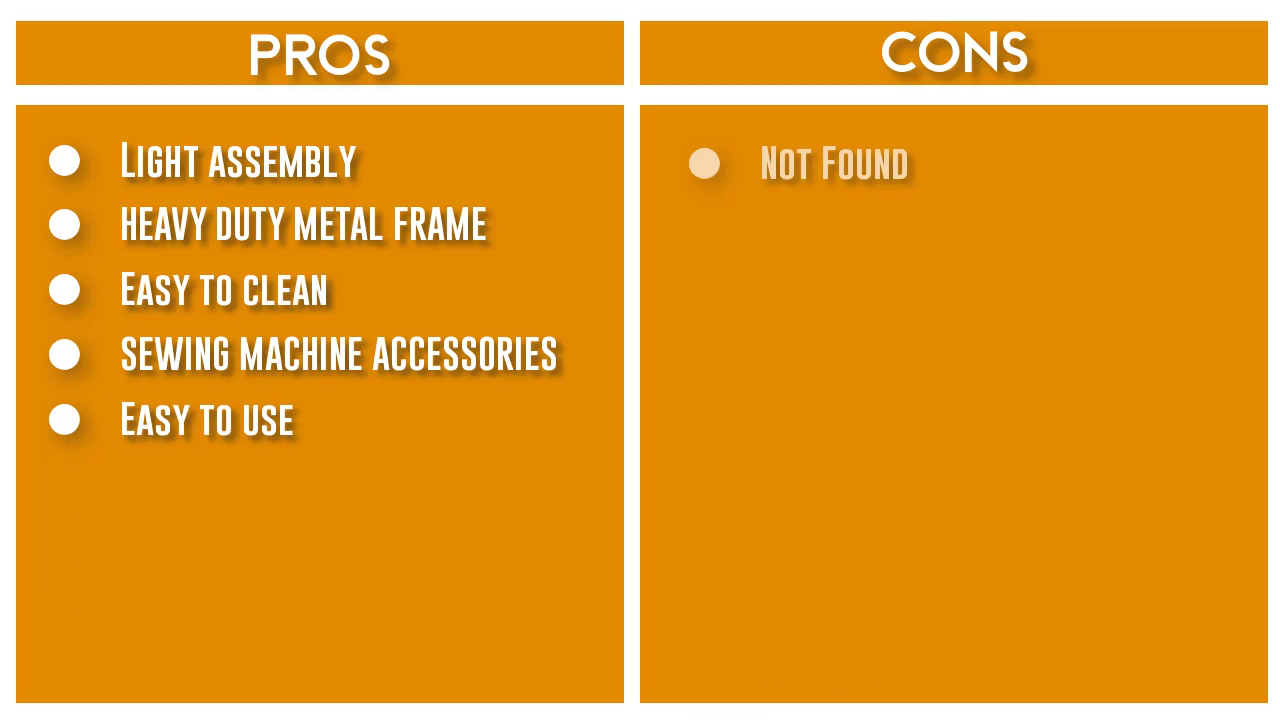 PROS
CONS
Light assembly
HEAVY DUTY METAL FRAME
Easy to clean
SEWING MACHINE ACCESSORIES
Easy to use
Not Found